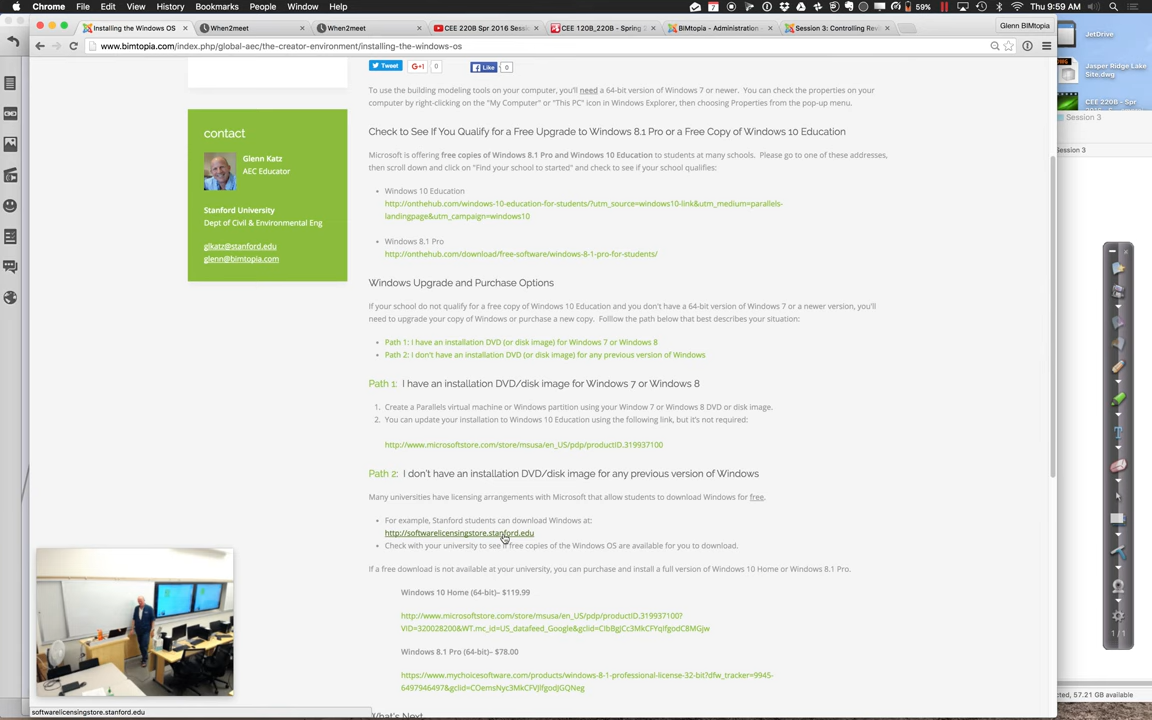 Chrome File Edit View History Bookmarks People Window Help
7 59% Thu 9:59 AM
Installing the Windows OS
When2meet
When2meet
CEE 220B Spr 2016 Sessi
CEE 120B_220B - Spring
BIMtopia - Administration
Session 3: Controlling Rev
Glenn BIMtopia
www.bimtopia.com/index.php/global-aec/the-creator-environment/installing-the-windows-os
Tweet G+1 0 Like 0
To use the building modeling tools on your computer, you'll need a 64-bit version of Windows 7 or newer. You can check the properties on your
computer by right-clicking on the "My Computer" or "This PC" icon in Windows Explorer, then choosing Properties from the pop-up menu.
contact
Glenn Katz
AEC Educator
Stanford University
Dept of Civil & Environmental Eng
glkatz@stanford.edu
glenn@bimtopia.com
Check to See If You Qualify for a Free Upgrade to Windows 8.1 Pro or a Free Copy of Windows 10 Education
Microsoft is offering free copies of Windows 8.1 Pro and Windows 10 Education to students at many schools. Please go to one of these addresses,
then scroll down and click on "Find your school to started" and check to see if your school qualifies:
• Windows 10 Education
http://onthehub.com/windows-10-education-for-students/?utm_source=windows10-link&utm_medium=parallels-
landingpage&utm_campaign=windows10
• Windows 8.1 Pro
http://onthehub.com/download/free-software/windows-8-1-pro-for-students/
Windows Upgrade and Purchase Options
If your school do not qualify for a free copy of Windows 10 Education and you don't have a 64-bit version of Windows 7 or a newer version, you'll
need to upgrade your copy of Windows or purchase a new copy. Folllow the path below that best describes your situation:
• Path 1: I have an installation DVD (or disk image) for Windows 7 or Windows 8
• Path 2: I don't have an installation DVD (or disk image) for any previous version of Windows
Path 1: I have an installation DVD/disk image for Windows 7 or Windows 8
1. Create a Parallels virtual machine or Windows partition using your Window 7 or Windows 8 DVD or disk image.
2. You can update your installation to Windows 10 Education using the following link, but it's not required:
http://www.microsoftstore.com/store/msusa/en_US/pdp/productID.319937100
Path 2: I don't have an installation DVD/disk image for any previous version of Windows
Many universities have licensing arrangements with Microsoft that allow students to download Windows for free.
• For example, Stanford students can download Windows at:
http://softwarelicensingstore.stanford.edu
• Check with your university to see if free copies of the Windows OS are available for you to download.
If a free download is not available at your university, you can purchase and install a full version of Windows 10 Home or Windows 8.1 Pro.
Windows 10 Home (64-bit)– $119.99
http://www.microsoftstore.com/store/msusa/en_US/pdp/productID.319937100?
VID=320028200&WT.mc_id=US_datafeed_Google&gclid=CIbBgJCc3MkCFYqIfgodC8MGjw
Windows 8.1 Pro (64-bit)– $78.00
https://www.mychoicesoftware.com/products/windows-8-1-professional-license-32-bit?dfw_tracker=9945-
6497946497&gclid=COemsNyc3MkCFVJlfgodJGQNeg
What's Next
softwarelicensingstore.stanford.edu
JetDrive
Jasper Ridge Lake
Site.dwg
CEE 220B - Spr
Session 3
Session 3
T
1 / 1
cted, 57.21 GB available